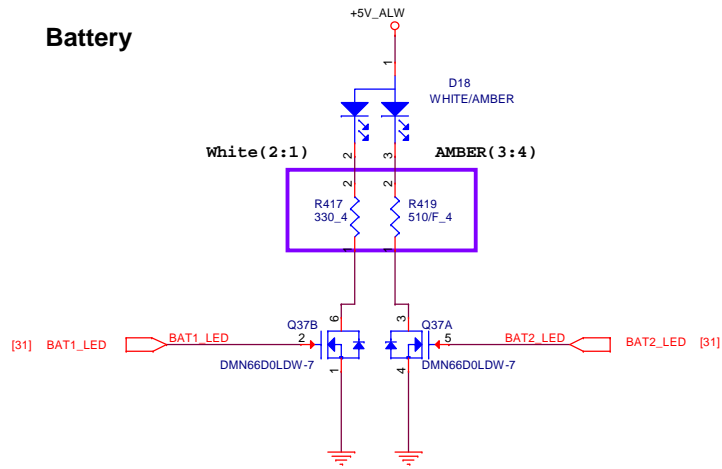 +5V_ALW
Battery
1
D18
WHITE/AMBER
White(2:1)
2
3
AMBER(3:4)
2
2
R417
330_4
R419
510/F_4
1
1
6
3
Q37B
Q37A
[31] BAT1_LED
BAT1_LED
2
5
BAT2_LED
BAT2_LED [31]
DMN66D0LDW-7
DMN66D0LDW-7
1
4